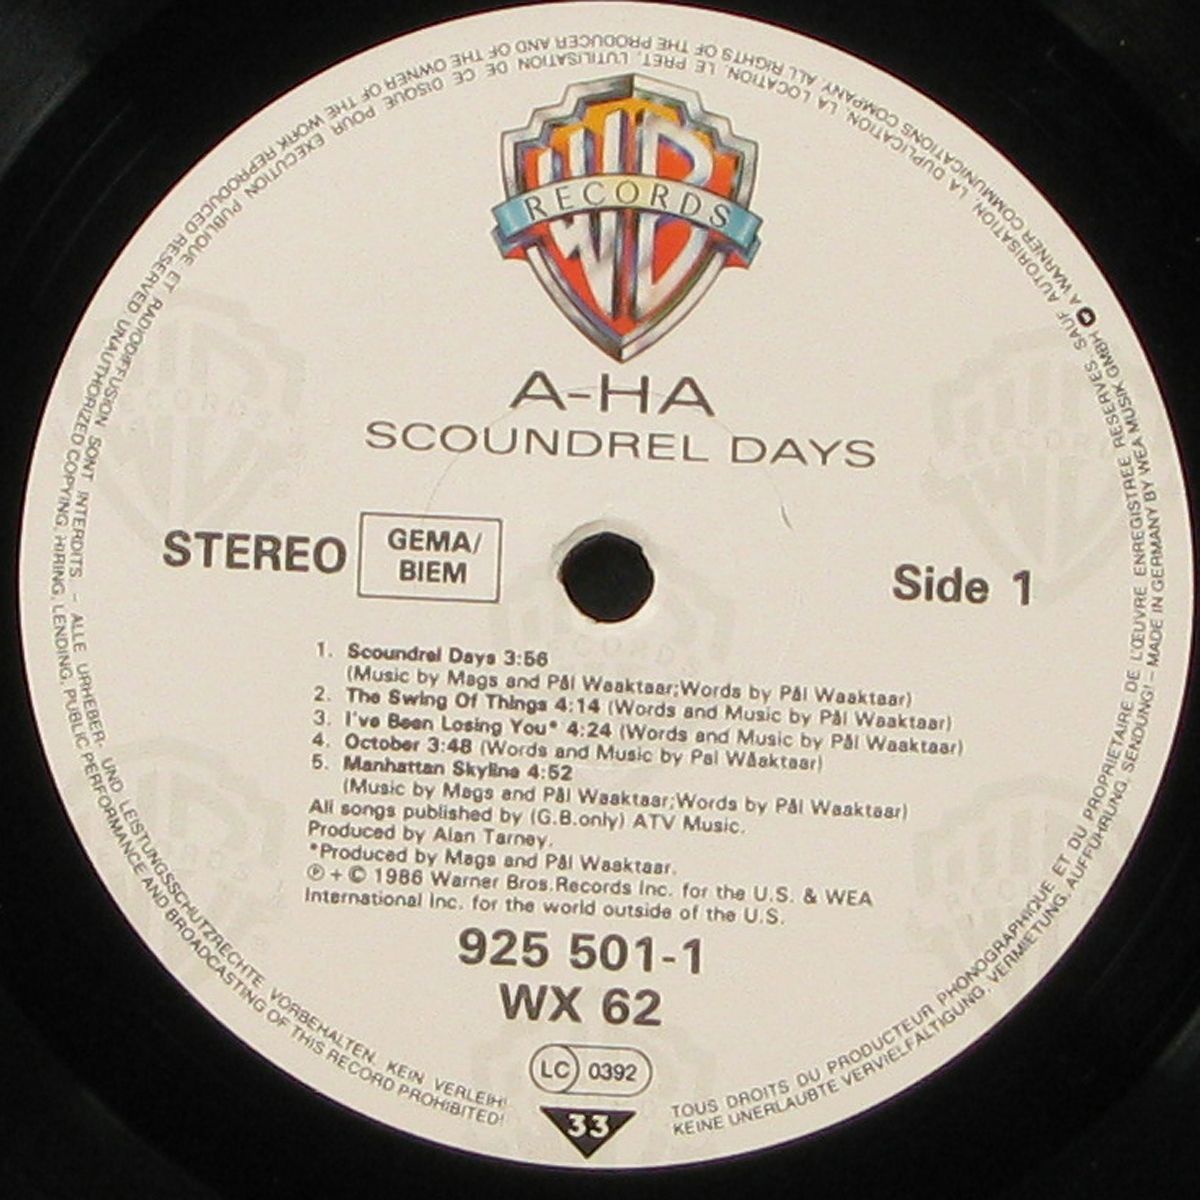 RECORDS
A-HA
SCOUNDREL DAYS
STEREO
GEMA/
BIEM
Side 1
1. Scoundrel Days 3:56
(Music by Mags and Pål Waaktaar;Words by Pål Waaktaar)
2. The Swing Of Things 4:14 (Words and Music by Pål Waaktaar)
3. I've Been Losing You* 4:24 (Words and Music by Pål Waaktaar)
4. October 3:48 (Words and Music by Pal Wåaktaar)
5. Manhattan Skyline 4:52
(Music by Mags and Pål Waaktaar;Words by Pål Waaktaar)
All songs published by (G.B.only) ATV Music.
Produced by Alan Tarney.
*Produced by Mags and Pål Waaktaar.
℗ + © 1986 Warner Bros.Records Inc. for the U.S. & WEA
International Inc. for the world outside of the U.S.
925 501-1
WX 62
LC 0392
33
TOUS DROITS DU PRODUCTEUR PHONOGRAPHIQUE ET DU PROPRIETAIRE DE L'ŒUVRE ENREGISTREE RESERVES. SAUF AUTORISATION, LA DUPLICATION, LA LOCATION, LE PRET, L'UTILISATION DE CE DISQUE POUR EXECUTION PUBLIQUE ET RADIODIFFUSION SONT INTERDITS. – ALLE URHEBER- UND LEISTUNGSSCHUTZRECHTE VORBEHALTEN. KEIN VERLEIH!
KEINE UNERLAUBTE VERVIELFÄLTIGUNG, VERMIETUNG, AUFFÜHRUNG, SENDUNG! – MADE IN GERMANY BY WEA MUSIK GMBH A WARNER COMMUNICATIONS COMPANY. ALL RIGHTS OF THE PRODUCER AND OF THE OWNER OF THE WORK REPRODUCED RESERVED. UNAUTHORIZED COPYING, HIRING, LENDING, PUBLIC PERFORMANCE AND BROADCASTING OF THIS RECORD PROHIBITED!